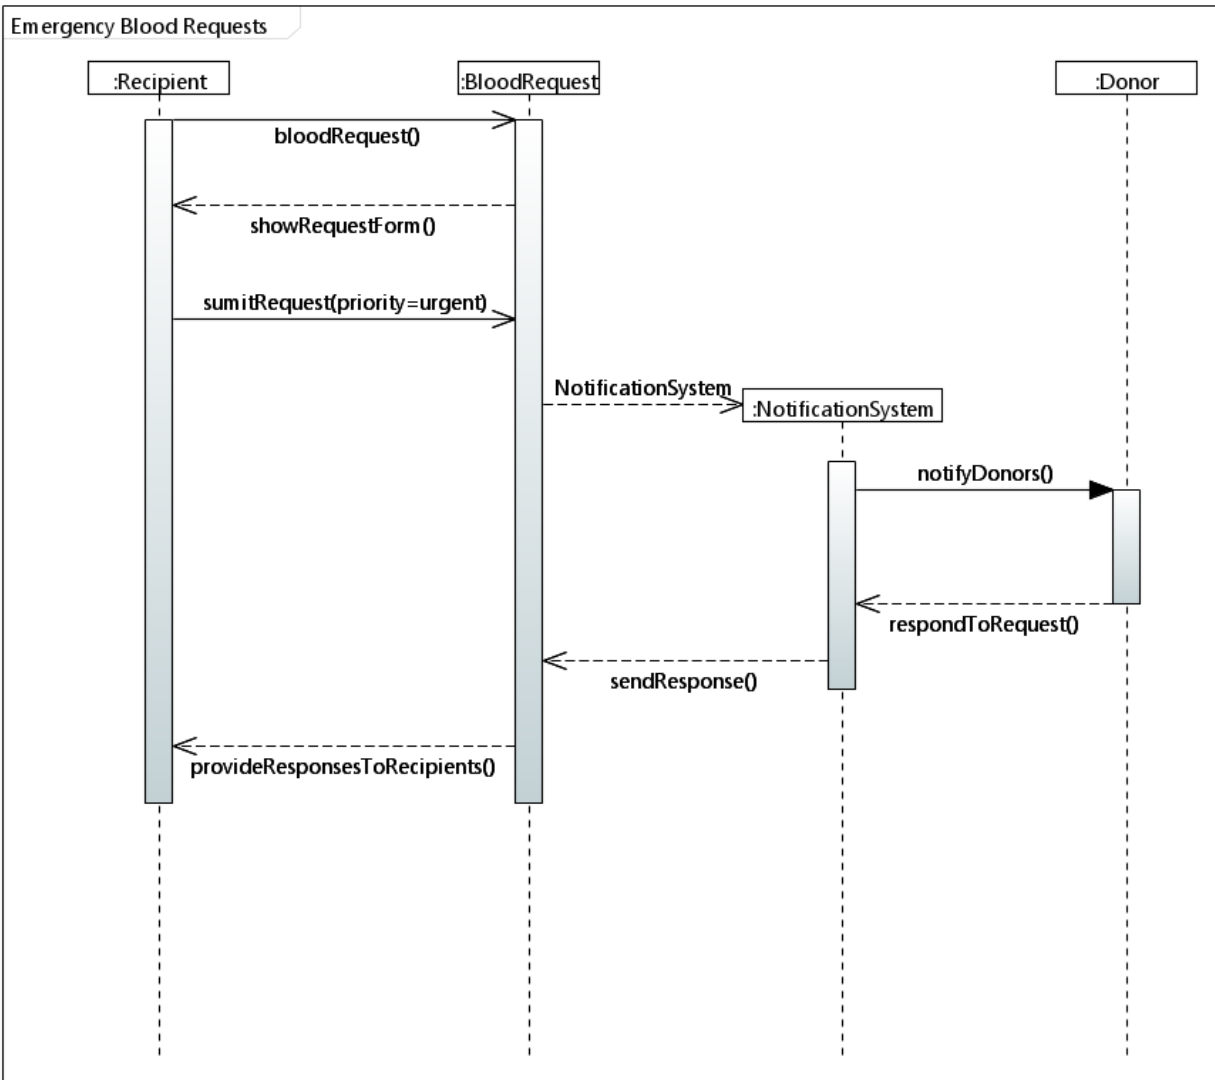 Emergency Blood Requests
:Recipient
:BloodRequest
:Donor
bloodRequest()
showRequestForm()
sumitRequest(priority=urgent)
NotificationSystem
:NotificationSystem
notifyDonors()
respondToRequest()
sendResponse()
provideResponsesToRecipients()